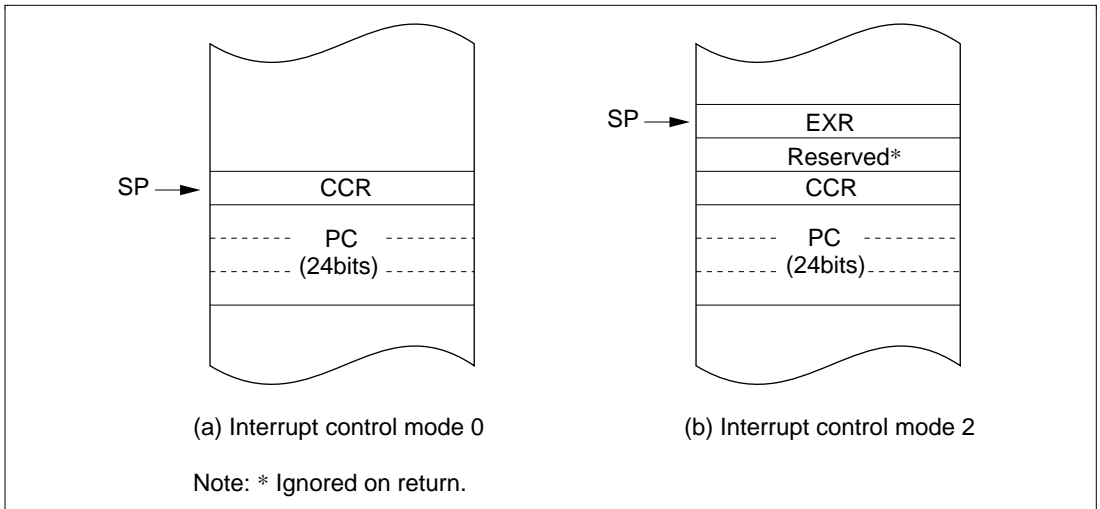 SP
CCR
PC
(24bits)
(a) Interrupt control mode 0
SP
EXR
Reserved*
CCR
PC
(24bits)
(b) Interrupt control mode 2
Note: * Ignored on return.